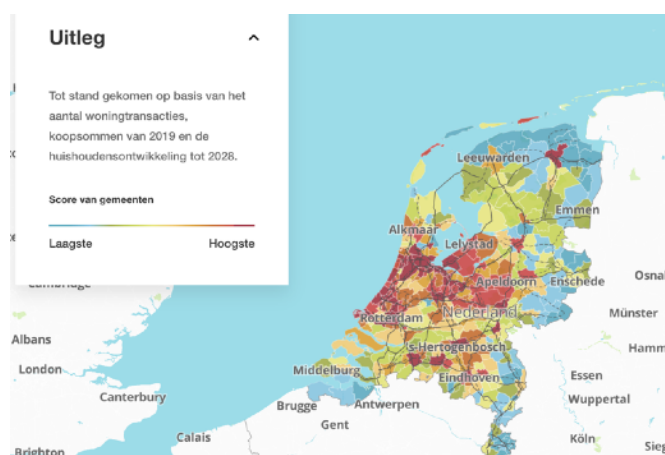 Uitleg
Tot stand gekomen op basis van het
aantal woningtransacties,
koopsommen van 2019 en de
huishoudensontwikkeling tot 2028.
Score van gemeenten
Laagste Hoogste
Leeuwarden
Emmen
Alkmaar
Lelystad
Apeldoorn
Enschede
Osna
Cambridge
Rotterdam
Nederland
Münster
Albans
's-Hertogenbosch
Hamm
London
Middelburg
Eindhoven
Essen
Canterbury
Brugge
Antwerpen
Wuppertal
Gent
Calais
Köln
Brighton
Sieg